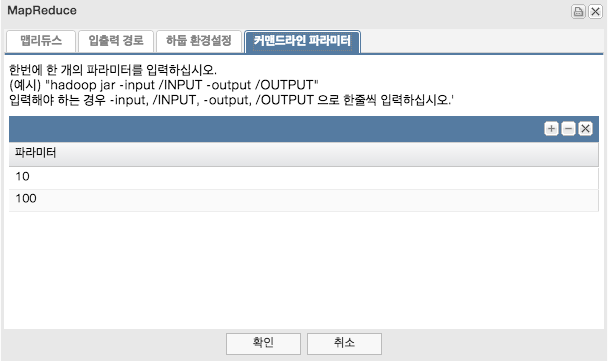 MapReduce
맵리듀스 입출력 경로 하둡 환경설정 커맨드라인 파라미터
한번에 한 개의 파라미터를 입력하십시오.
(예시) "hadoop jar -input /INPUT -output /OUTPUT"
입력해야 하는 경우 -input, /INPUT, -output, /OUTPUT 으로 한줄씩 입력하십시오.'
파라미터
10
100
확인 취소